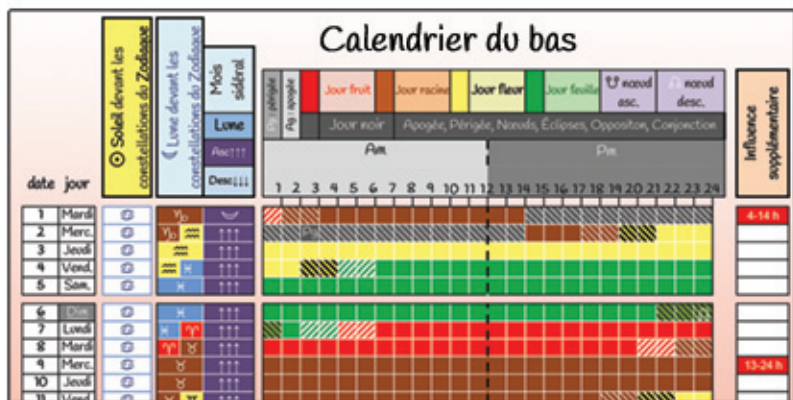 Calendrier du bas
☉ Soleil devant les constellations du Zodiaque
☾ Lune devant les constellations du Zodiaque
Mois sidéral
Lune
Asc↑↑↑
Desc↓↓↓
Pg : périgée
Ag : apogée
Jour fruit
Jour racine
Jour fleur
Jour feuille
☋ nœud asc.
☊ nœud desc.
Jour noir
Apogée, Périgée, Nœuds, Éclipses, Oppositon, Conjonction
Influence supplémentaire
Am
Pm
date jour
1 2 3 4 5 6 7 8 9 10 11 12 13 14 15 16 17 18 19 20 21 22 23 24
1 Mardi ♑ 4-14 h
2 Merc. ♑ ♒ ↑↑↑ Pg
3 Jeudi ♒ ↑↑↑
4 Vend. ♒ ♓ ↑↑↑
5 Sam. ♓ ↑↑↑
6 Dim ♓ ↑↑↑
7 Lundi ♓ ♈ ↑↑↑
8 Mardi ♈ ♉ ↑↑↑
9 Merc. ♉ ↑↑↑ 13-24 h
10 Jeudi ♉ ↑↑↑